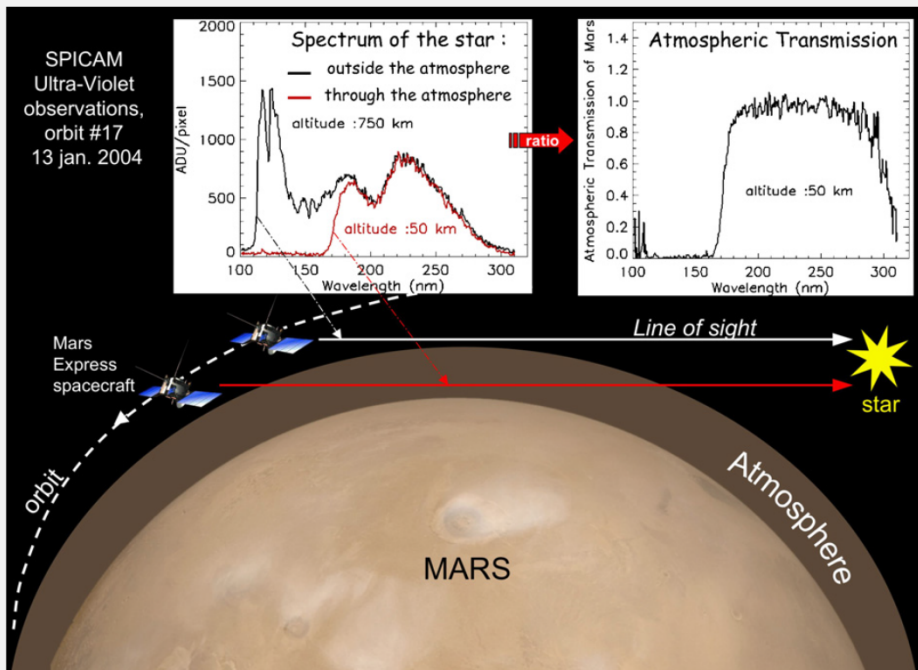 SPICAM
Ultra-Violet
observations,
orbit #17
13 jan. 2004
2000
1500
1000
500
0
ADU/pixel
Spectrum of the star :
outside the atmosphere
through the atmosphere
altitude :750 km
altitude :50 km
100 150 200 250 300
Wavelength (nm)
ratio
Atmospheric Transmission
Atmospheric Transmission of Mars
1.4
1.2
1.0
0.8
0.6
0.4
0.2
0.0
altitude :50 km
100 150 200 250 300
Wavelength (nm)
Mars
Express
spacecraft
Line of sight
star
orbit
Atmosphere
MARS